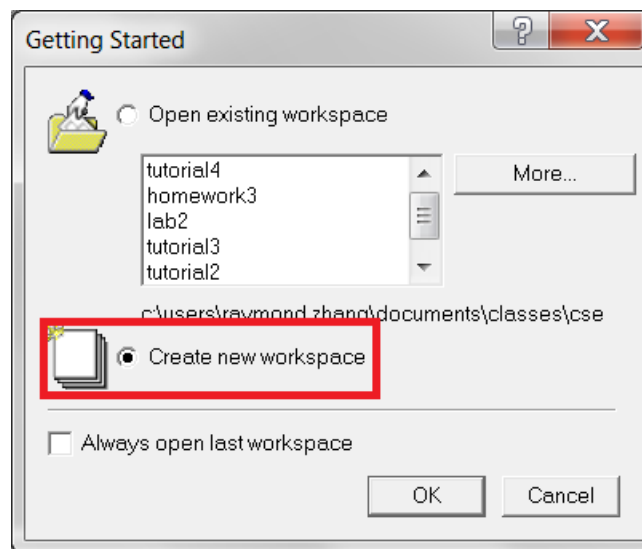 Getting Started
Open existing workspace
tutorial4
More...
homework3
lab2
tutorial3
tutorial2
c:\users\raymond zhang\documents\classes\cse
Create new workspace
Always open last workspace
OK Cancel